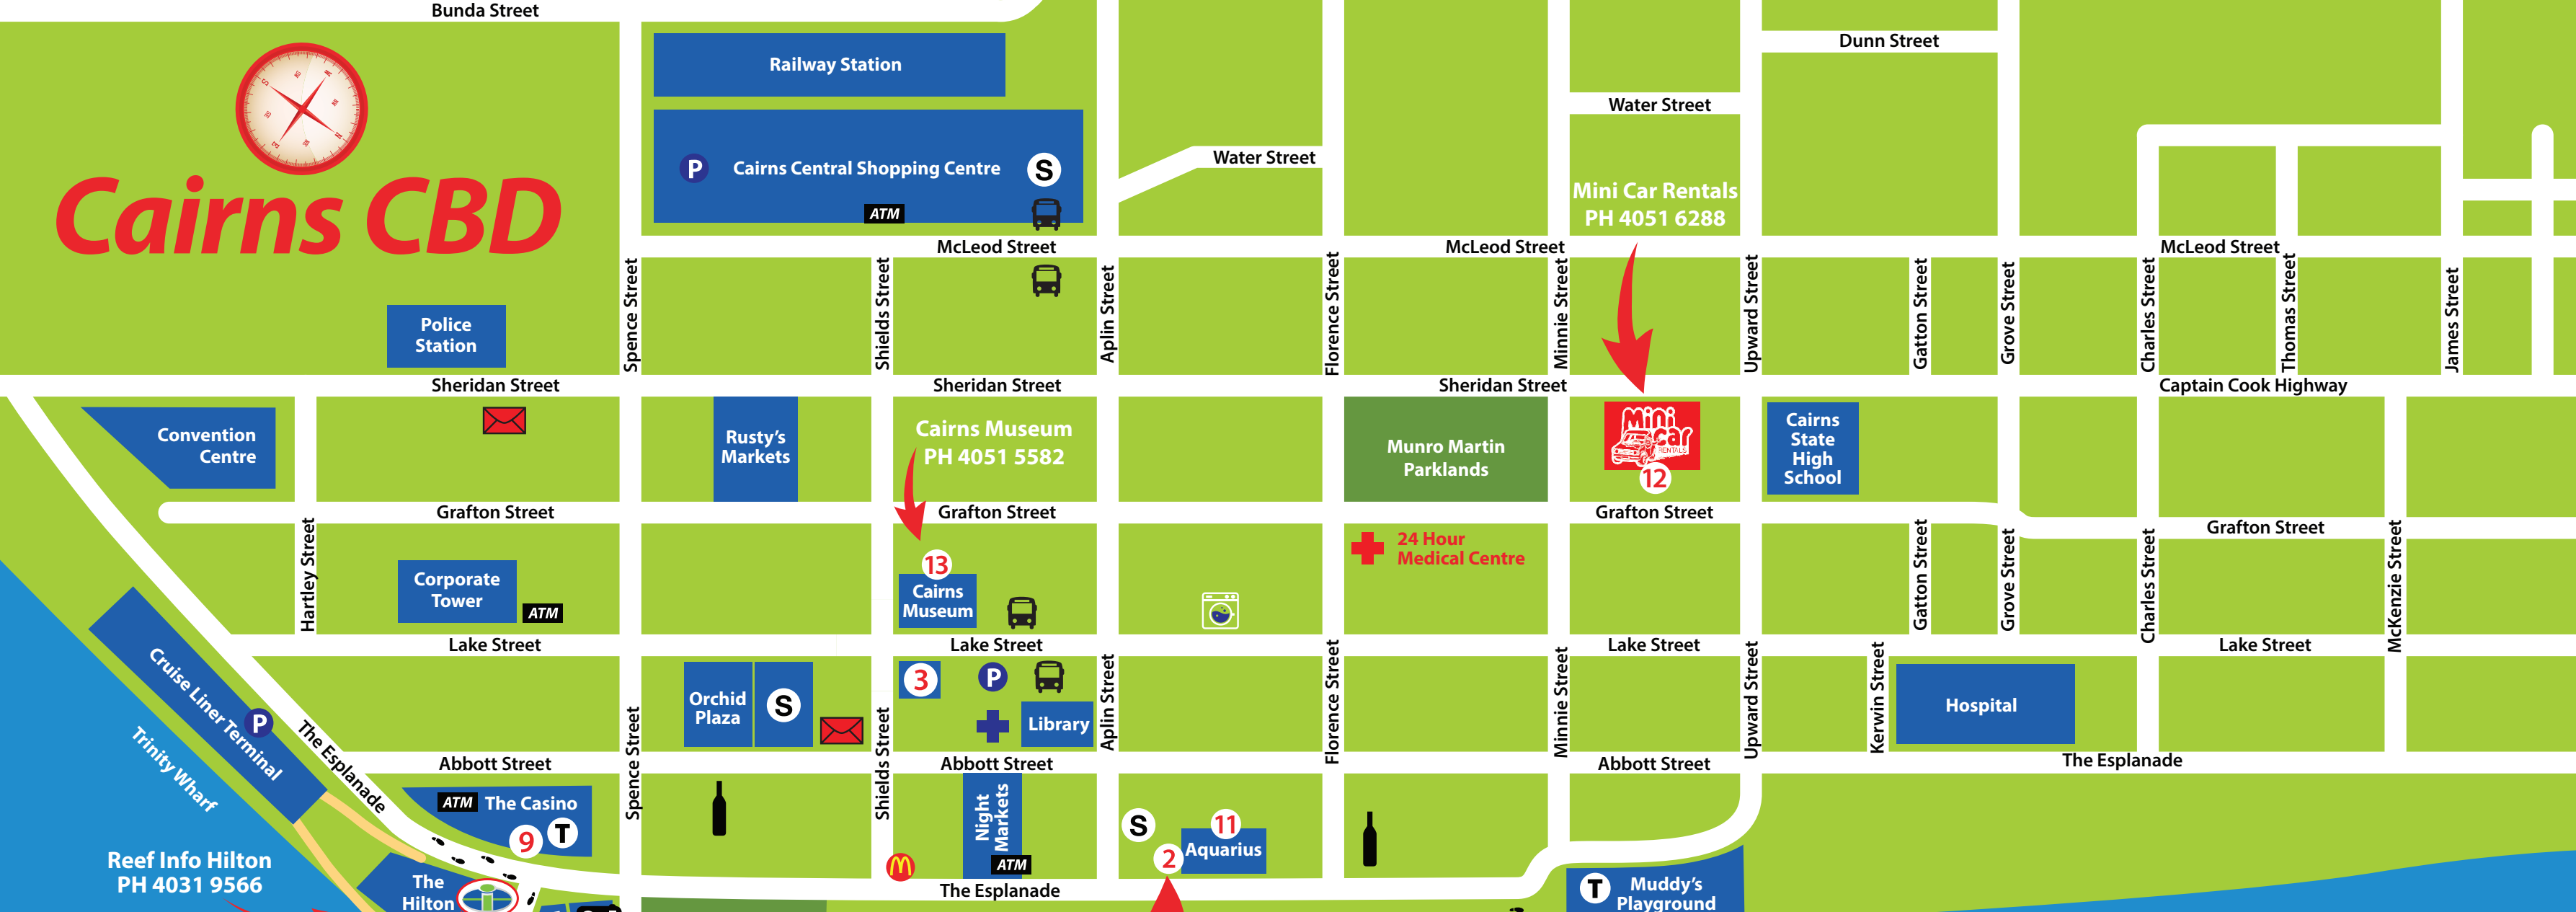 Bunda Street
Dunn Street
Railway Station
Water Street
Cairns Central Shopping Centre
P
S
ATM
Water Street
Cairns CBD
Mini Car Rentals
PH 4051 6288
McLeod Street
McLeod Street
McLeod Street
Spence Street
Shields Street
Aplin Street
Florence Street
Minnie Street
Upward Street
Gatton Street
Grove Street
Charles Street
Thomas Street
James Street
Police
Station
Sheridan Street
Sheridan Street
Sheridan Street
Captain Cook Highway
Convention
Centre
Rusty's
Markets
Cairns Museum
PH 4051 5582
Munro Martin
Parklands
Mini
Car
RENTALS
12
Cairns
State
High
School
Grafton Street
Grafton Street
Grafton Street
Grafton Street
Hartley Street
24 Hour
Medical Centre
Gatton Street
Grove Street
Charles Street
McKenzie Street
Corporate
Tower
ATM
13
Cairns
Museum
Lake Street
Lake Street
Lake Street
Lake Street
Cruise Liner Terminal
P
Trinity Wharf
The Esplanade
Orchid
Plaza
S
3
P
Library
Spence Street
Shields Street
Aplin Street
Florence Street
Minnie Street
Upward Street
Kerwin Street
Hospital
Abbott Street
Abbott Street
Abbott Street
The Esplanade
ATM
The Casino
9
T
Night
Markets
ATM
S
11
Aquarius
2
The Esplanade
Reef Info Hilton
PH 4031 9566
The
Hilton
T
Muddy's
Playground